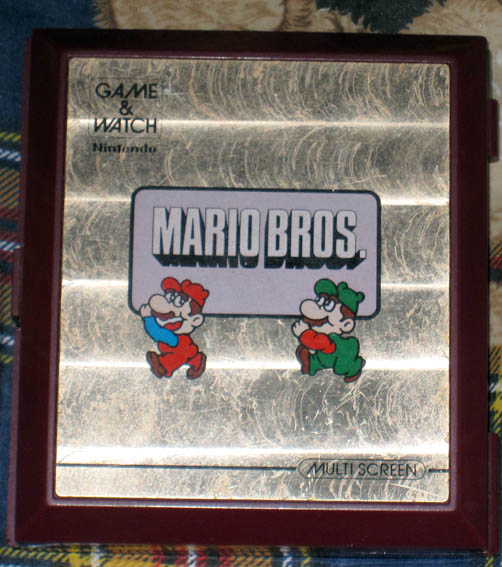 GAME
&
WATCH
Nintendo
MARIO BROS.
MULTI SCREEN